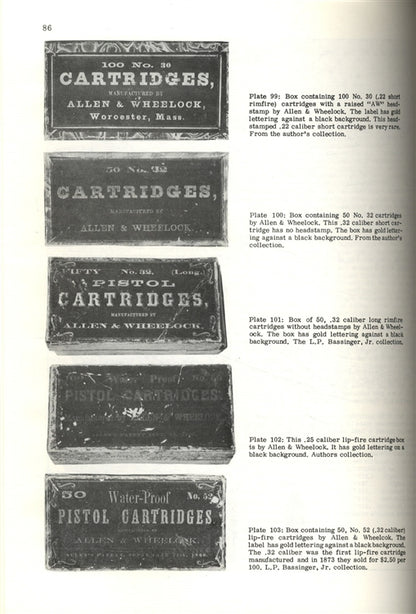 86
100 No. 30
CARTRIDGES,
MANUFACTURED BY
ALLEN & WHEELOCK,
Worcester, Mass.
Plate 99: Box containing 100 No. 30 (.22 short
rimfire) cartridges with a raised "AW" head-
stamp by Allen & Wheelock. The label has gold
lettering against a black background. This head-
stamped .22 caliber short cartridge is very rare.
From the author's collection.
50 No. 32
CARTRIDGES,
MANUFACTURED BY
ALLEN & WHEELOCK.
Plate 100: Box containing 50 No. 32 cartridges
by Allen & Wheelock. This .32 caliber short car-
tridge has no headstamp. The box has gold letter-
ing against a black background. From the author's
collection.
FIFTY No. 32, (Long)
PISTOL
CARTRIDGES,
MANUFACTURED BY
ALLEN & WHEELOCK.
Plate 101: Box of 50, .32 caliber long rimfire
cartridges without headstamps by Allen & Wheel-
ock. The box has gold lettering against a black
background. The L.P. Bassinger, Jr. collection.
Water Proof
PISTOL CARTRIDGES
WHEELOCK
Plate 102: This .25 caliber lip-fire cartridge box
is by Allen & Wheelock. It has gold lettering on a
black background. Authors collection.
50 Water-Proof No. 52
PISTOL CARTRIDGES
ALLEN & WHEELOCK,
Plate 103: Box containing 50, No. 52 (.32 caliber)
lip-fire cartridges by Allen & Wheelock. The
label has gold lettering against a black background.
The .32 caliber was the first lip-fire cartridge
manufactured and in 1873 they sold for $2.50 per
100. L.P. Bassinger, Jr. collection.